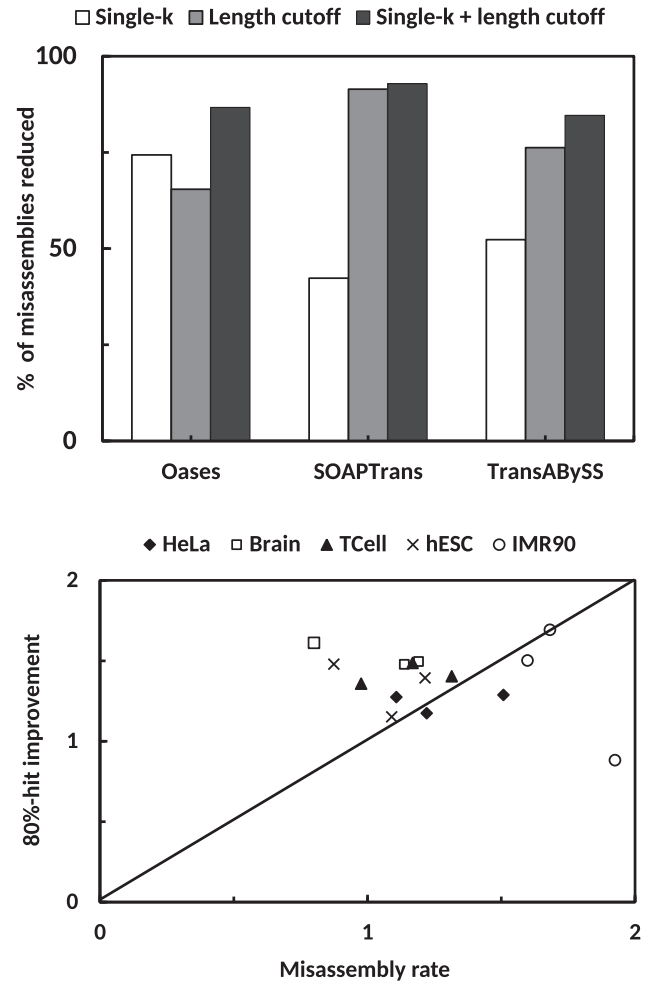 Single-k Length cutoff Single-k + length cutoff
100
50
0
% of misassemblies reduced
Oases SOAPTrans TransABySS
HeLa Brain TCell hESC IMR90
2
1
0
80%-hit improvement
0 1 2
Misassembly rate